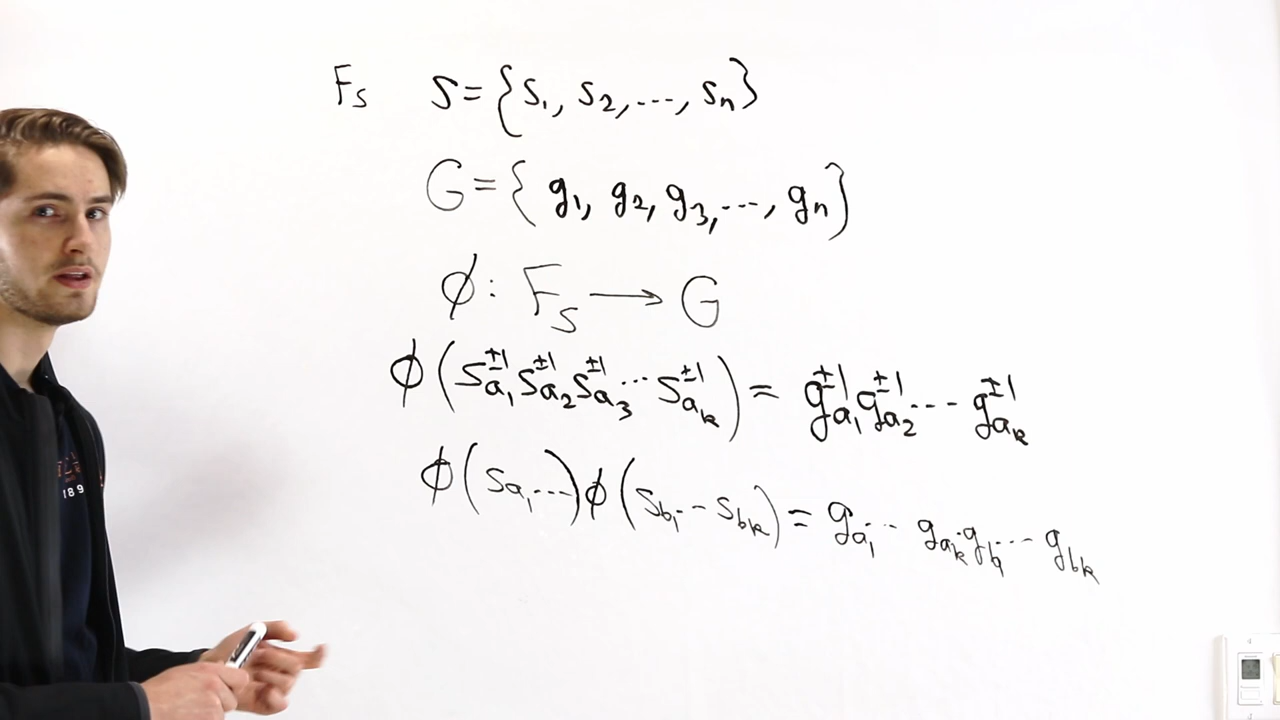 F_S S = {s_1, s_2, ..., s_n}
G = { g_1, g_2, g_3, ..., g_n}
ϕ: F_S ⟶ G
ϕ(s_{a_1}^{±1} s_{a_2}^{±1} s_{a_3}^{±1} ... s_{a_k}^{±1}) = g_{a_1}^{±1} g_{a_2}^{±1} ... g_{a_k}^{±1}
ϕ(s_{a_1} ...) ϕ(s_{b_1} ... s_{b_k}) = g_{a_1} ... g_{a_k} g_{b_1} ... g_{b_k}
189